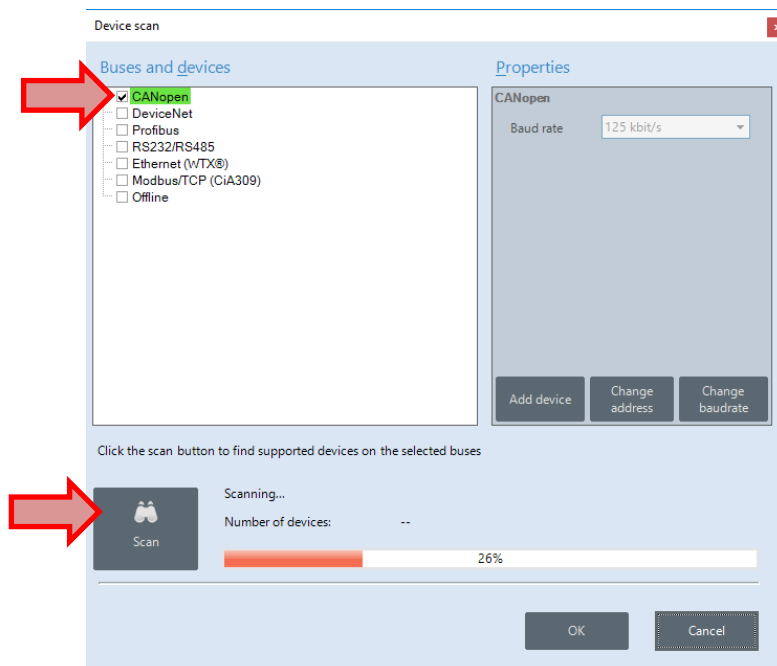 Device scan
Buses and devices
CANopen
DeviceNet
Profibus
RS232/RS485
Ethernet (WTX®)
Modbus/TCP (CiA309)
Offline
Properties
CANopen
Baud rate 125 kbit/s
Add device
Change address
Change baudrate
Click the scan button to find supported devices on the selected buses
Scan
Scanning...
Number of devices: --
26%
OK
Cancel